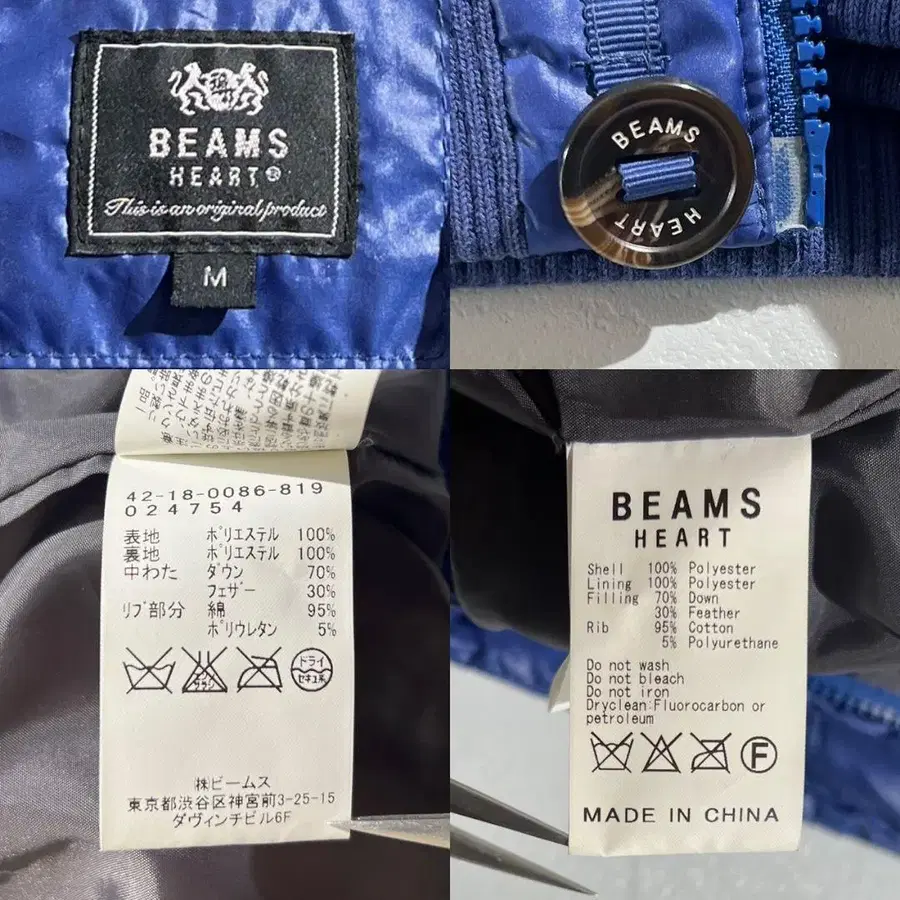 BEAMS
HEART®
This is an original product
M
BEAMS
HEART
42-18-0086-819
024754
表地 ポリエステル 100%
裏地 ポリエステル 100%
中わた ダウン 70%
フェザー 30%
リブ部分 綿 95%
ポリウレタン 5%
ドライ
セキユ系
(株)ビームス
東京都渋谷区神宮前3-25-15
ダヴィンチビル6F
BEAMS
HEART
Shell 100% Polyester
Lining 100% Polyester
Filling 70% Down
30% Feather
Rib 95% Cotton
5% Polyurethane
Do not wash
Do not bleach
Do not iron
Dryclean:Fluorocarbon or
petroleum
F
MADE IN CHINA